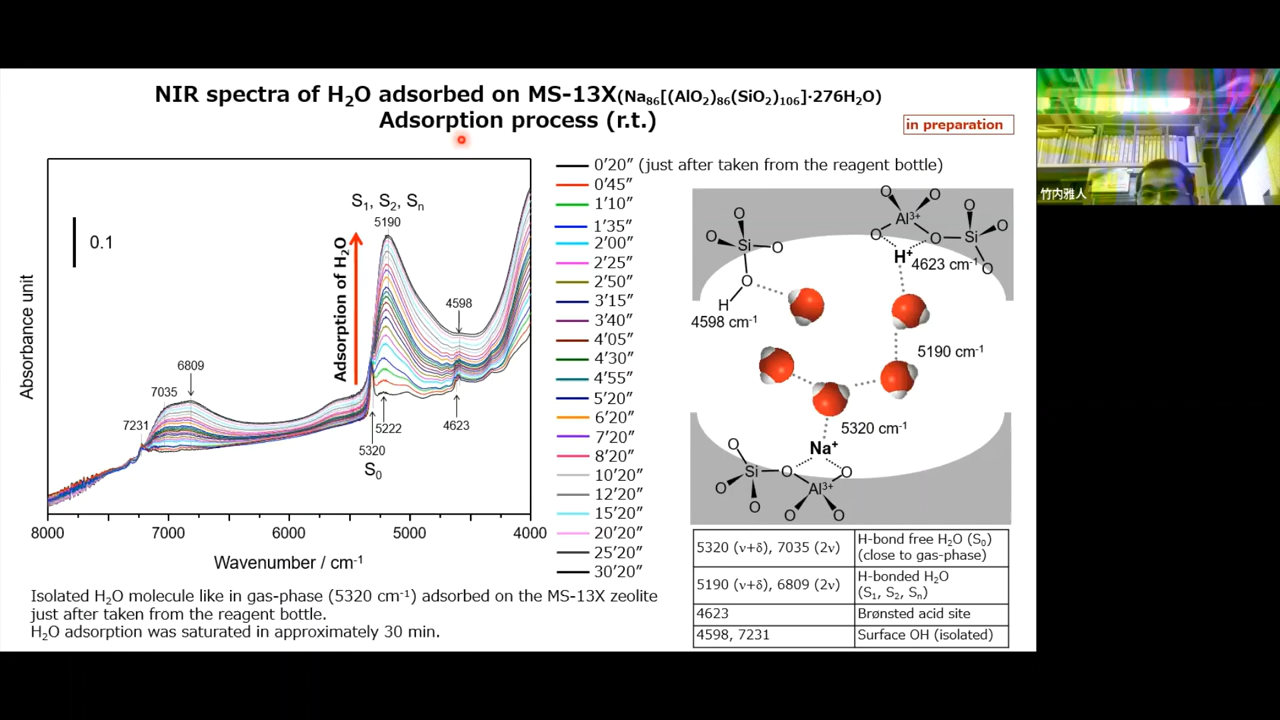 NIR spectra of H₂O adsorbed on MS-13X(Na₈₆[(AlO₂)₈₆(SiO₂)₁₀₆]·276H₂O)
Adsorption process (r.t.)
in preparation
竹内雅人
Absorbance unit
0.1
Adsorption of H₂O
S₁, S₂, Sₙ
5190
4598
6809
7035
7231
5222
5320
S₀
4623
8000
7000
6000
5000
4000
Wavenumber / cm⁻¹
0′20″ (just after taken from the reagent bottle)
0′45″
1′10″
1′35″
2′00″
2′25″
2′50″
3′15″
3′40″
4′05″
4′30″
4′55″
5′20″
6′20″
7′20″
8′20″
10′20″
12′20″
15′20″
20′20″
25′20″
30′20″
O
O
Si
O
O
H
4598 cm⁻¹
O
O
Al³⁺
O
O
Si
O
O
H⁺
4623 cm⁻¹
5190 cm⁻¹
5320 cm⁻¹
Na⁺
O
Si
O
O
O
O
Al³⁺
O
O
5320 (ν+δ), 7035 (2ν)
H-bond free H₂O (S₀)
(close to gas-phase)
5190 (ν+δ), 6809 (2ν)
H-bonded H₂O
(S₁, S₂, Sₙ)
4623
Brønsted acid site
4598, 7231
Surface OH (isolated)
Isolated H₂O molecule like in gas-phase (5320 cm⁻¹) adsorbed on the MS-13X zeolite
just after taken from the reagent bottle.
H₂O adsorption was saturated in approximately 30 min.